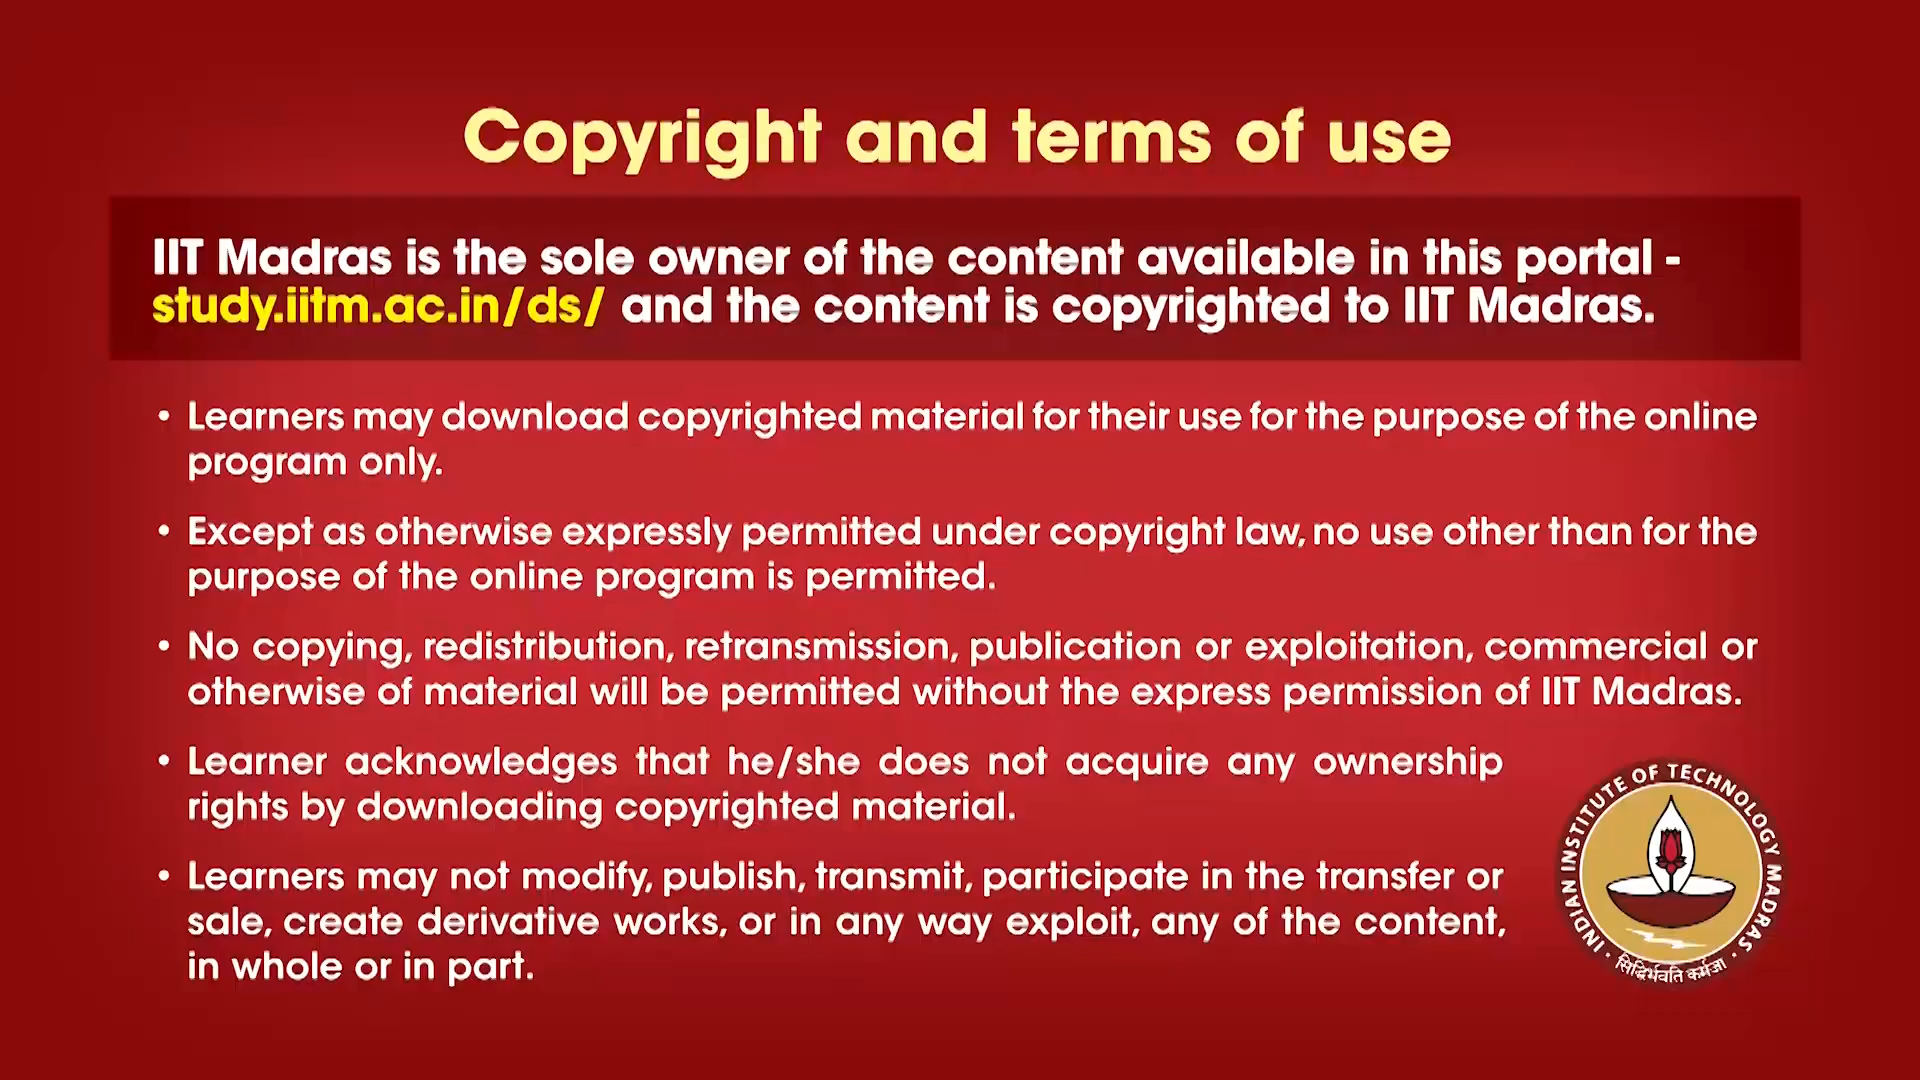 Copyright and terms of use
IIT Madras is the sole owner of the content available in this portal -
study.iitm.ac.in/ds/ and the content is copyrighted to IIT Madras.
• Learners may download copyrighted material for their use for the purpose of the online
program only.
• Except as otherwise expressly permitted under copyright law, no use other than for the
purpose of the online program is permitted.
• No copying, redistribution, retransmission, publication or exploitation, commercial or
otherwise of material will be permitted without the express permission of IIT Madras.
• Learner acknowledges that he/she does not acquire any ownership
rights by downloading copyrighted material.
• Learners may not modify, publish, transmit, participate in the transfer or
sale, create derivative works, or in any way exploit, any of the content,
in whole or in part.
INDIAN INSTITUTE OF TECHNOLOGY MADRAS
सिद्धिर्भवति कर्मजा